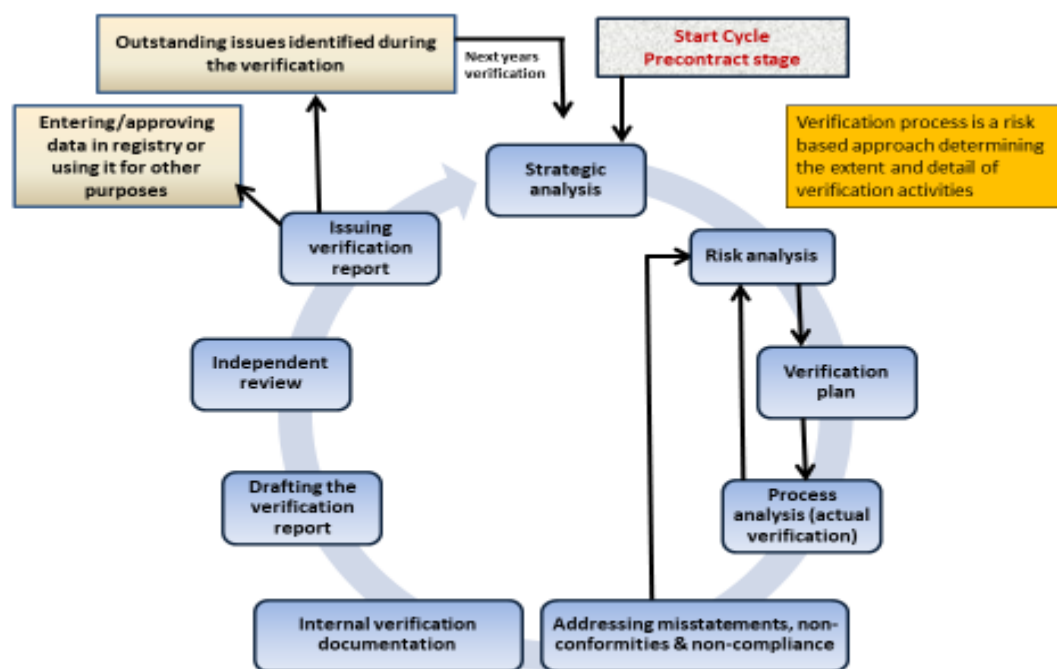 Outstanding issues identified during
the verification
Next years
verification
Start Cycle
Precontract stage
Entering/approving
data in registry or
using it for other
purposes
Verification process is a risk
based approach determining
the extent and detail of
verification activities
Strategic
analysis
Issuing
verification
report
Risk analysis
Independent
review
Verification
plan
Drafting the
verification
report
Process
analysis (actual
verification)
Internal verification
documentation
Addressing misstatements, non-
conformities & non-compliance